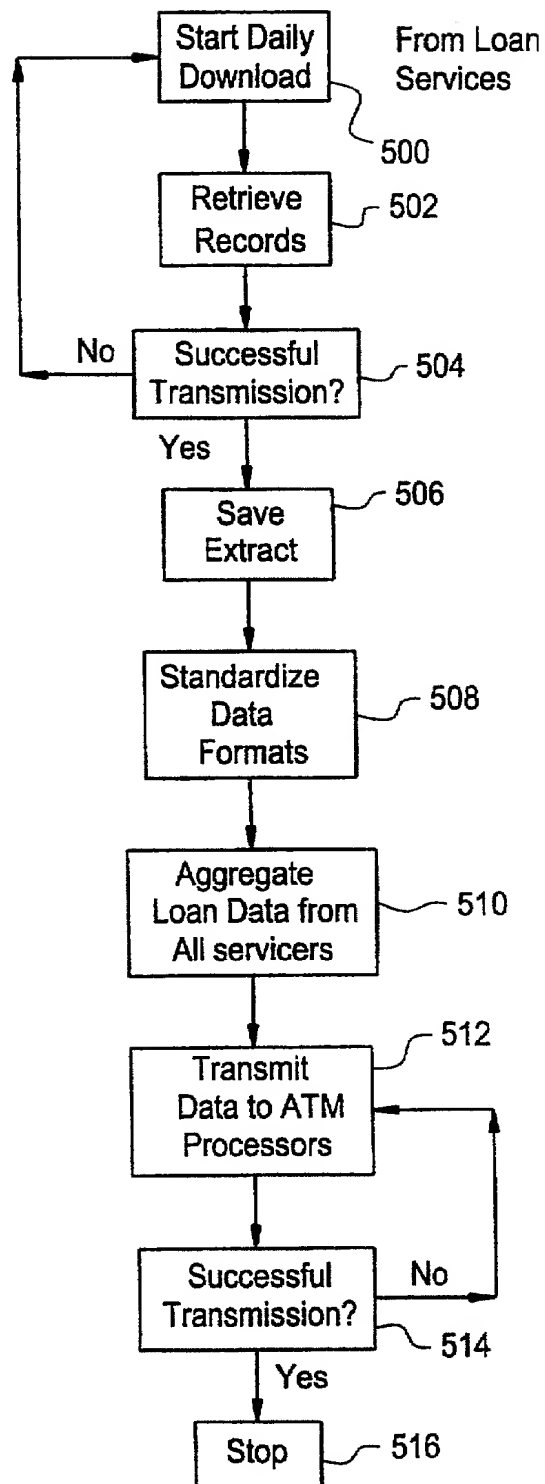 Start Daily
Download
From Loan
Services
500
Retrieve
Records
502
Successful
Transmission?
504
No
Yes
506
Save
Extract
Standardize
Data
Formats
508
Aggregate
Loan Data from
All servicers
510
512
Transmit
Data to ATM
Processors
Successful
Transmission?
No
514
Yes
Stop
516